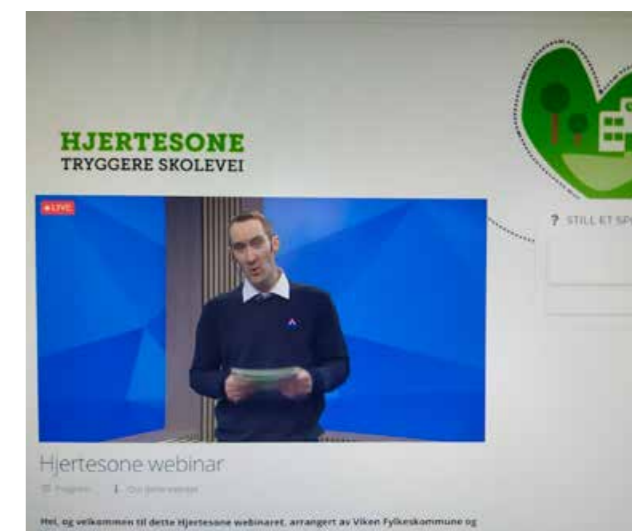 HJERTESONE
TRYGGERE SKOLEVEI
LIVE
? STILL ET
Hjertesone webinar
Program
Hei, og velkommen til dette Hjertesone webinaret, arrangert av Viken Fylkeskommune og